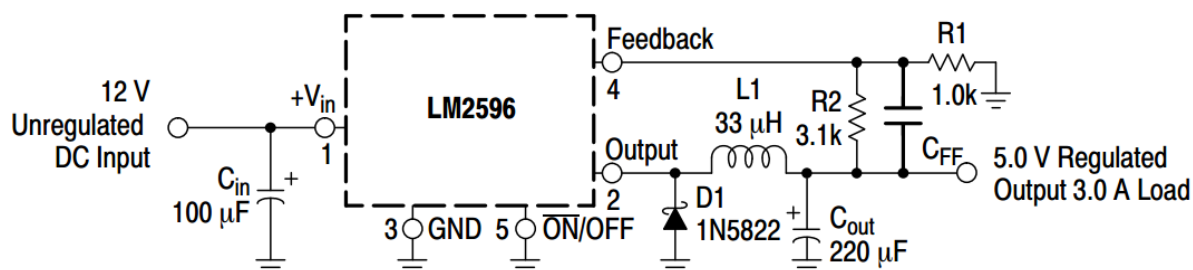 12 V
Unregulated
DC Input
+Vin
1
Cin
+
100 µF
LM2596
3
GND
5
O̅N̅/OFF
Feedback
4
Output
2
D1
1N5822
L1
33 µH
R2
3.1k
CFF
R1
1.0k
+
Cout
220 µF
5.0 V Regulated
Output 3.0 A Load